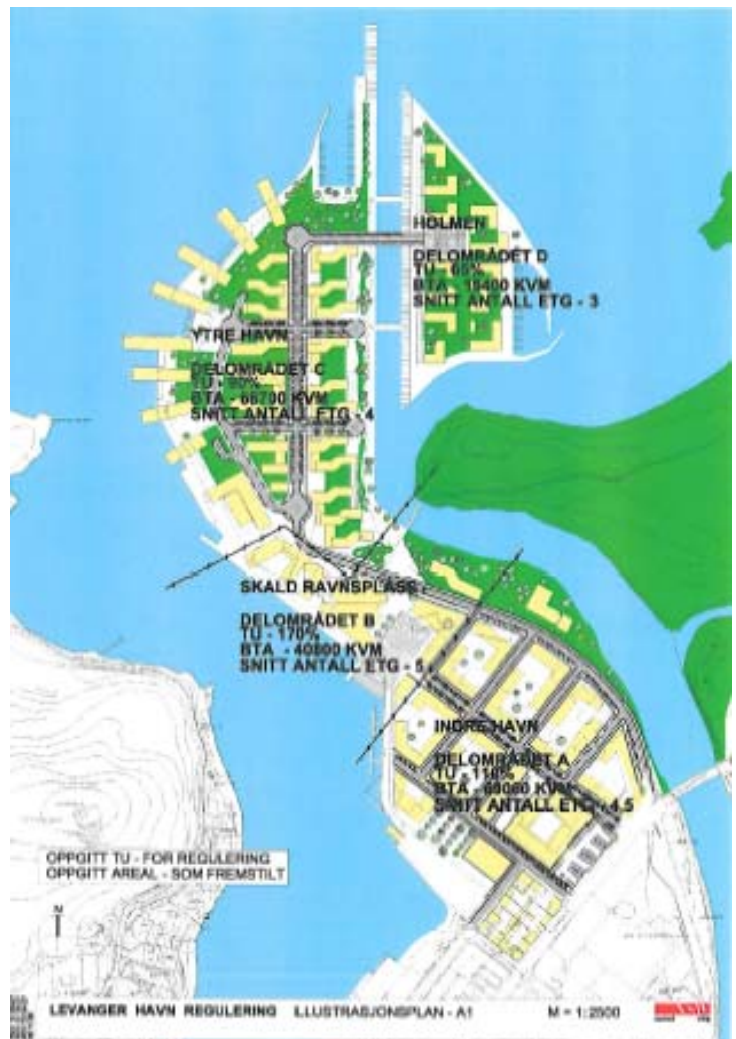 HOLMEN
DELOMRÅDET D
TU - 65%
BTA - KVM
SNITT ANTALL ETG - 3
YTRE HAVN
DELOMRÅDET C
TU - 90%
BTA - 66700 KVM
SNITT ANTALL ETG - 4
SKALD RAVNSPLASS
DELOMRÅDET B
TU - 170%
BTA - 40800 KVM
SNITT ANTALL ETG - 5
INDRE HAVN
DELOMRÅDET A
TU - 
BTA - KVM
SNITT ANTALL ETG - 4.5
OPPGITT TU - FOR REGULERING
OPPGITT AREAL - SOM FREMSTILT
N
LEVANGER HAVN REGULERING ILLUSTRASJONSPLAN - A1 M = 1:2500